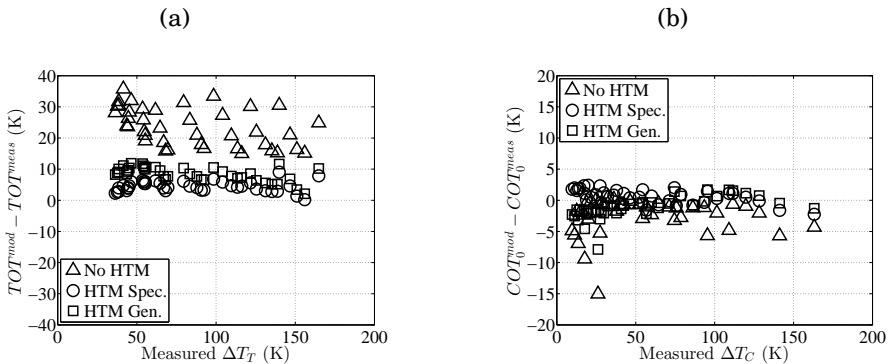 (a)
40
30
20
10
0
−10
−20
−30
−40
0
50
100
150
200
TOT^mod − TOT^meas (K)
Measured ΔT_T (K)
No HTM
HTM Spec.
HTM Gen.
(b)
20
15
10
5
0
−5
−10
−15
−20
0
50
100
150
200
COT_0^mod − COT_0^meas (K)
Measured ΔT_C (K)
No HTM
HTM Spec.
HTM Gen.